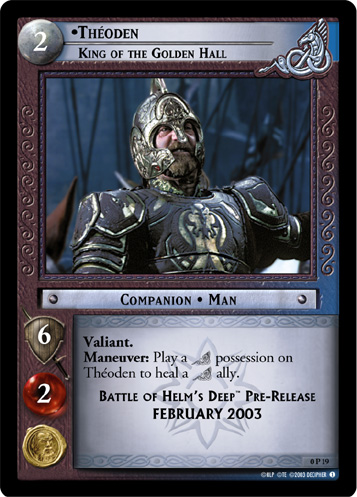 2
•Théoden
King of the Golden Hall
Companion • Man
6
2
Valiant.
Maneuver: Play a possession on
Théoden to heal a ally.
Battle of Helm's Deep™ Pre-Release
FEBRUARY 2003
0 P 19
©NLP ©TE ©2003 DECIPHER